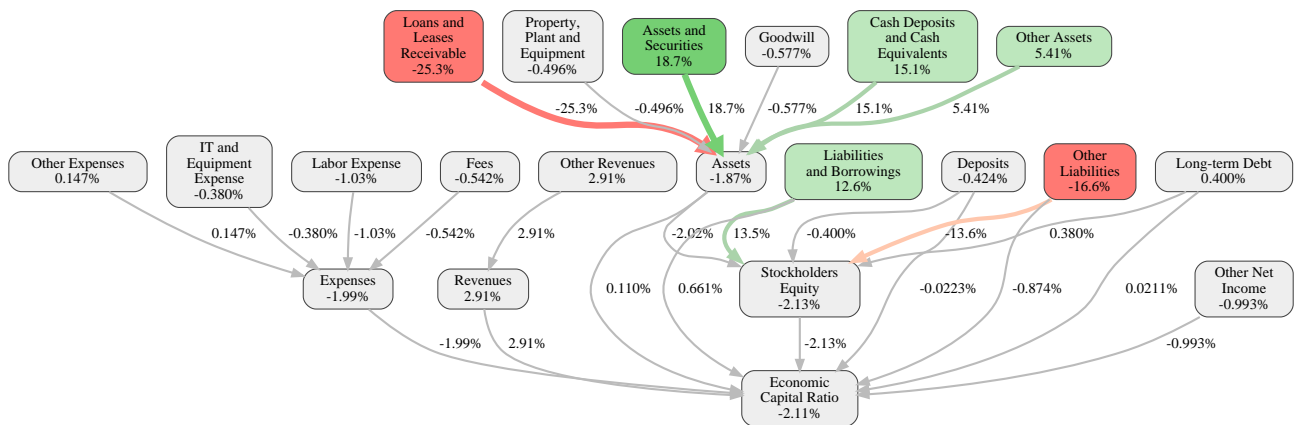 Loans and
Leases
Receivable
-25.3%
Property,
Plant and
Equipment
-0.496%
Assets and
Securities
18.7%
Goodwill
-0.577%
Cash Deposits
and Cash
Equivalents
15.1%
Other Assets
5.41%
-25.3%
-0.496%
18.7%
-0.577%
15.1%
5.41%
Other Expenses
0.147%
IT and
Equipment
Expense
-0.380%
Labor Expense
-1.03%
Fees
-0.542%
Other Revenues
2.91%
Assets
-1.87%
Liabilities
and Borrowings
12.6%
Deposits
-0.424%
Other
Liabilities
-16.6%
Long-term Debt
0.400%
0.147%
-0.380%
-1.03%
-0.542%
2.91%
-2.02%
13.5%
-0.400%
-13.6%
0.380%
Expenses
-1.99%
Revenues
2.91%
0.110%
0.661%
Stockholders
Equity
-2.13%
-0.0223%
-0.874%
0.0211%
Other Net
Income
-0.993%
-1.99%
2.91%
-2.13%
-0.993%
Economic
Capital Ratio
-2.11%